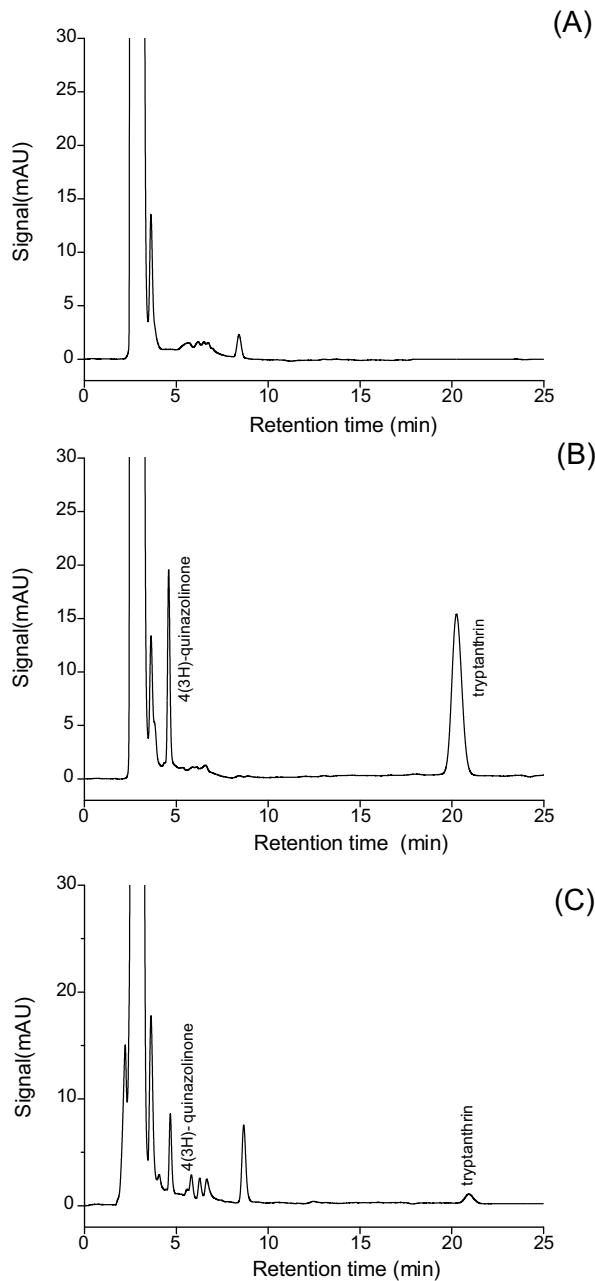 (A)
30
25
20
15
10
5
0
Signal(mAU)
0 5 10 15 20 25
Retention time (min)
(B)
30
25
20
15
10
5
0
Signal(mAU)
4(3H)-quinazolinone
tryptanthrin
0 5 10 15 20 25
Retention time (min)
(C)
30
20
10
0
Signal(mAU)
4(3H)- quinazolinone
tryptanthrin
0 5 10 15 20 25
Retention time (min)